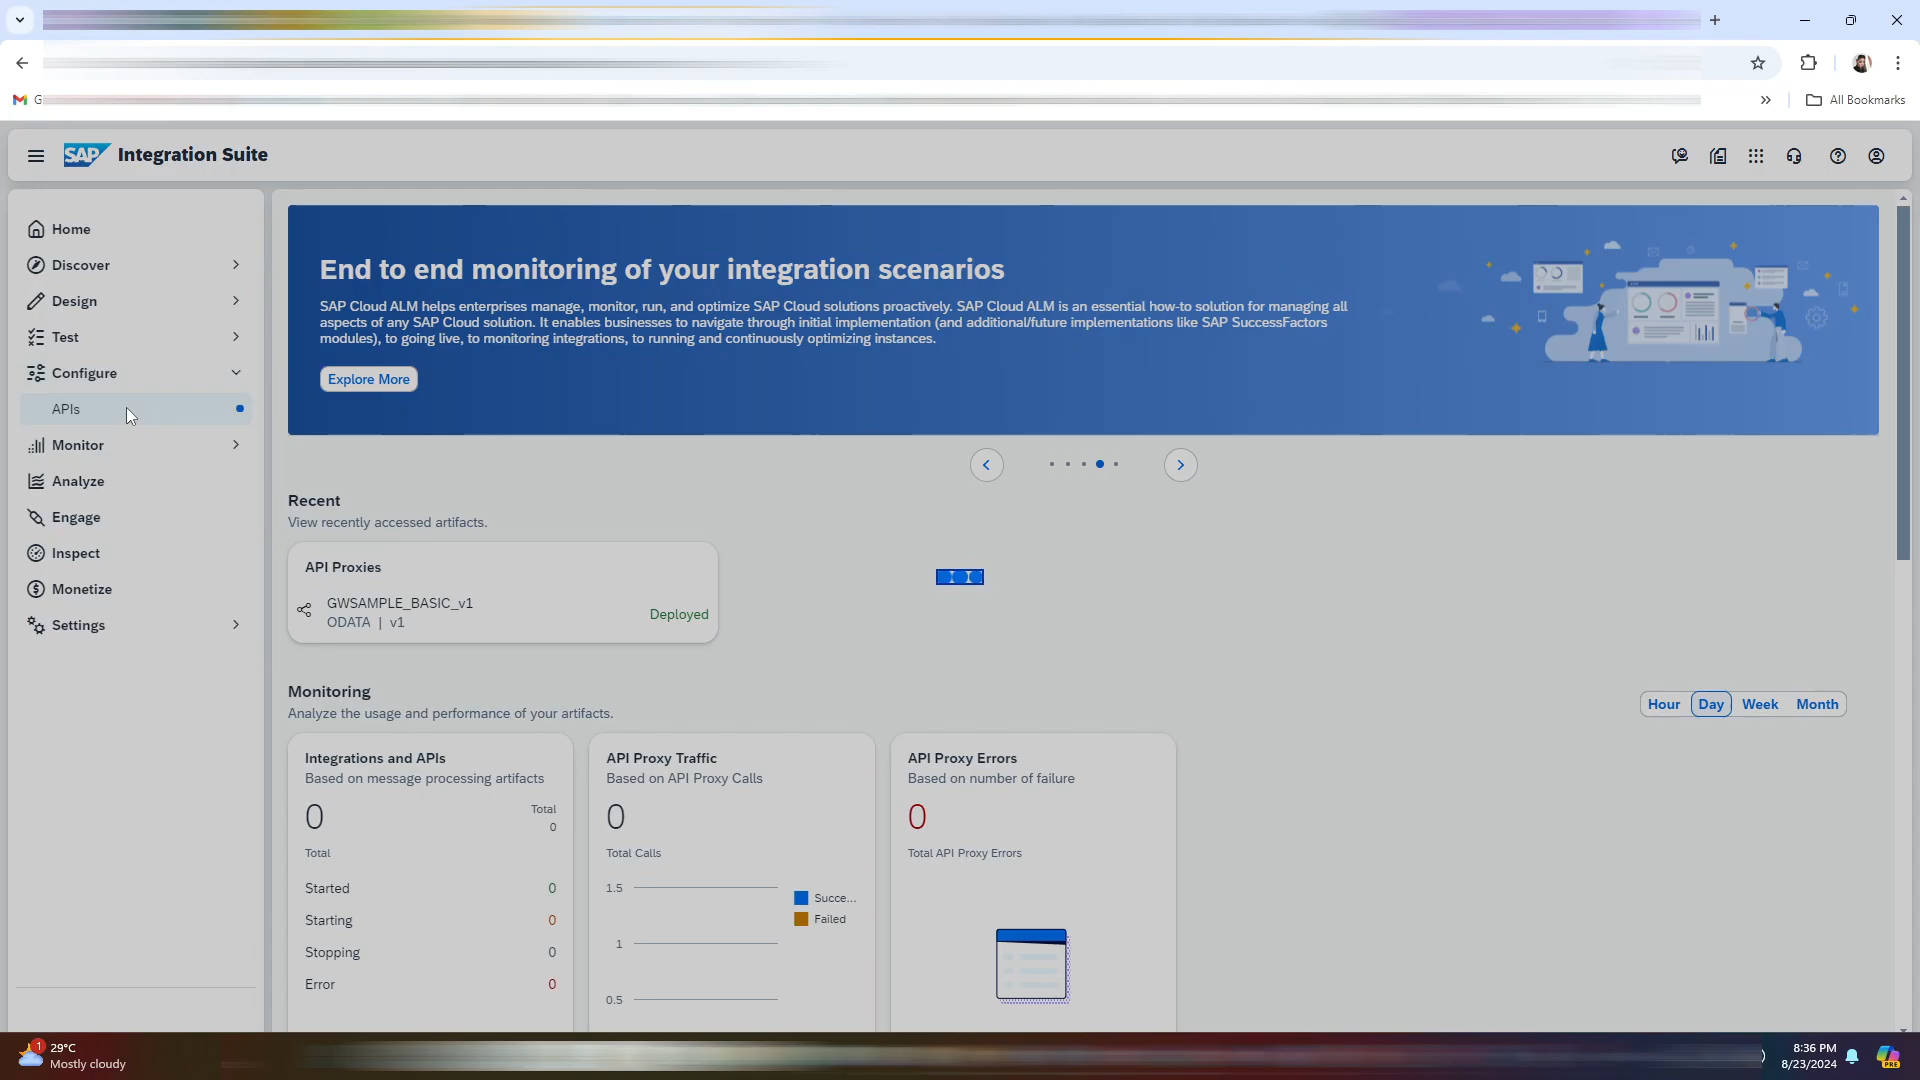 G
All Bookmarks
SAP Integration Suite
Home
Discover
Design
Test
Configure
APIs
Monitor
Analyze
Engage
Inspect
Monetize
Settings
End to end monitoring of your integration scenarios
SAP Cloud ALM helps enterprises manage, monitor, run, and optimize SAP Cloud solutions proactively. SAP Cloud ALM is an essential how-to solution for managing all
aspects of any SAP Cloud solution. It enables businesses to navigate through initial implementation (and additional/future implementations like SAP SuccessFactors
modules), to going live, to monitoring integrations, to running and continuously optimizing instances.
Explore More
Recent
View recently accessed artifacts.
API Proxies
GWSAMPLE_BASIC_v1
ODATA | v1
Deployed
Monitoring
Analyze the usage and performance of your artifacts.
Hour Day Week Month
Integrations and APIs
Based on message processing artifacts
0
Total
0
Total
Started 0
Starting 0
Stopping 0
Error 0
API Proxy Traffic
Based on API Proxy Calls
0
Total Calls
1.5
1
0.5
Succe...
Failed
API Proxy Errors
Based on number of failure
0
Total API Proxy Errors
1
29°C
Mostly cloudy
8:36 PM
8/23/2024
PRE